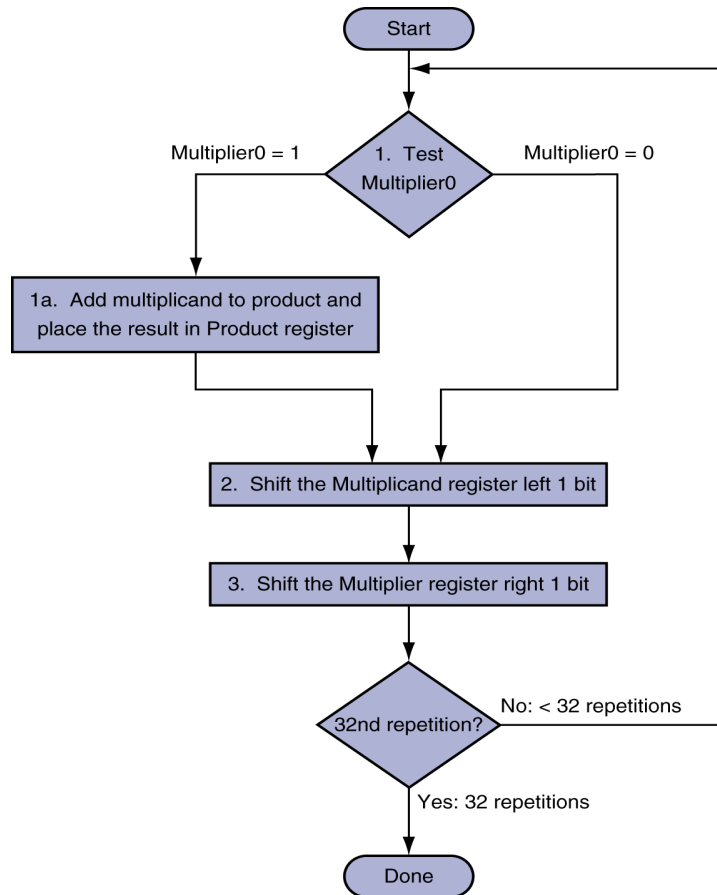 Start
Multiplier0 = 1
1. Test
Multiplier0
Multiplier0 = 0
1a. Add multiplicand to product and
place the result in Product register
2. Shift the Multiplicand register left 1 bit
3. Shift the Multiplier register right 1 bit
32nd repetition?
No: < 32 repetitions
Yes: 32 repetitions
Done